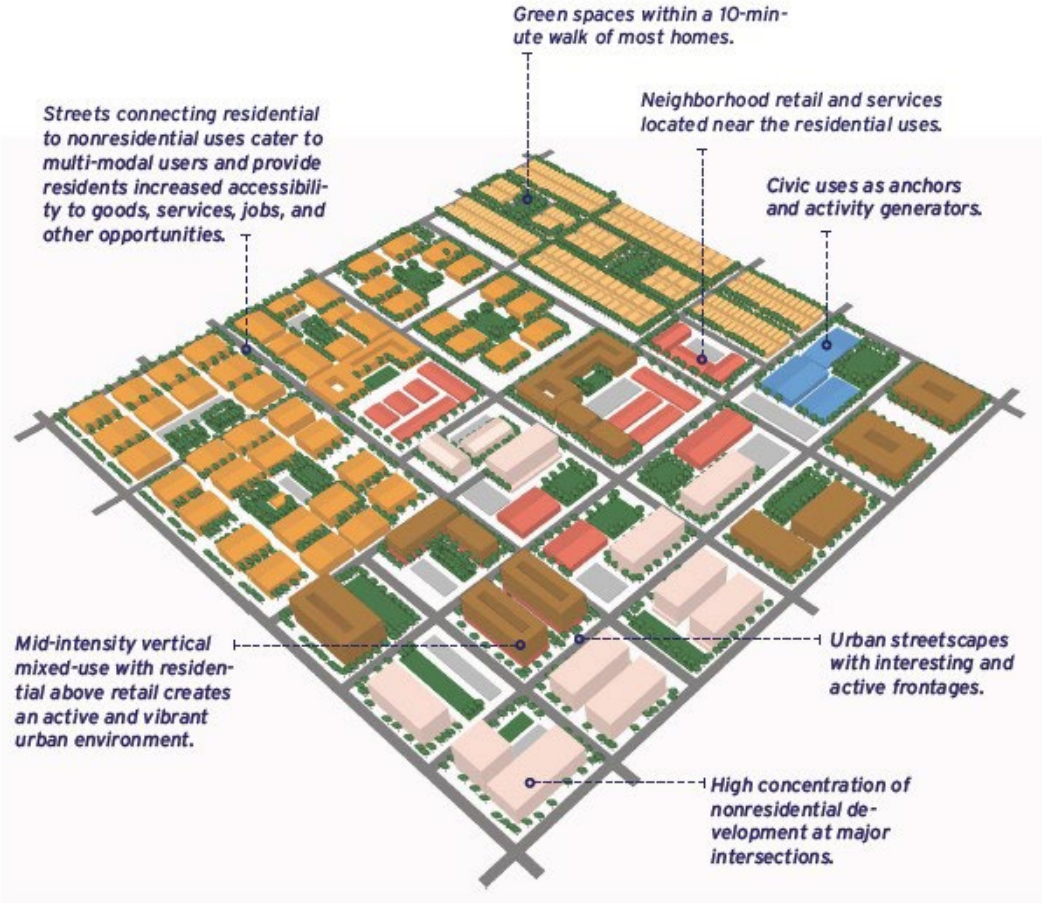 Green spaces within a 10-min-
ute walk of most homes.
Streets connecting residential
to nonresidential uses cater to
multi-modal users and provide
residents increased accessibili-
ty to goods, services, jobs, and
other opportunities.
Neighborhood retail and services
located near the residential uses.
Civic uses as anchors
and activity generators.
Mid-intensity vertical
mixed-use with residen-
tial above retail creates
an active and vibrant
urban environment.
Urban streetscapes
with interesting and
active frontages.
High concentration of
nonresidential de-
velopment at major
intersections.